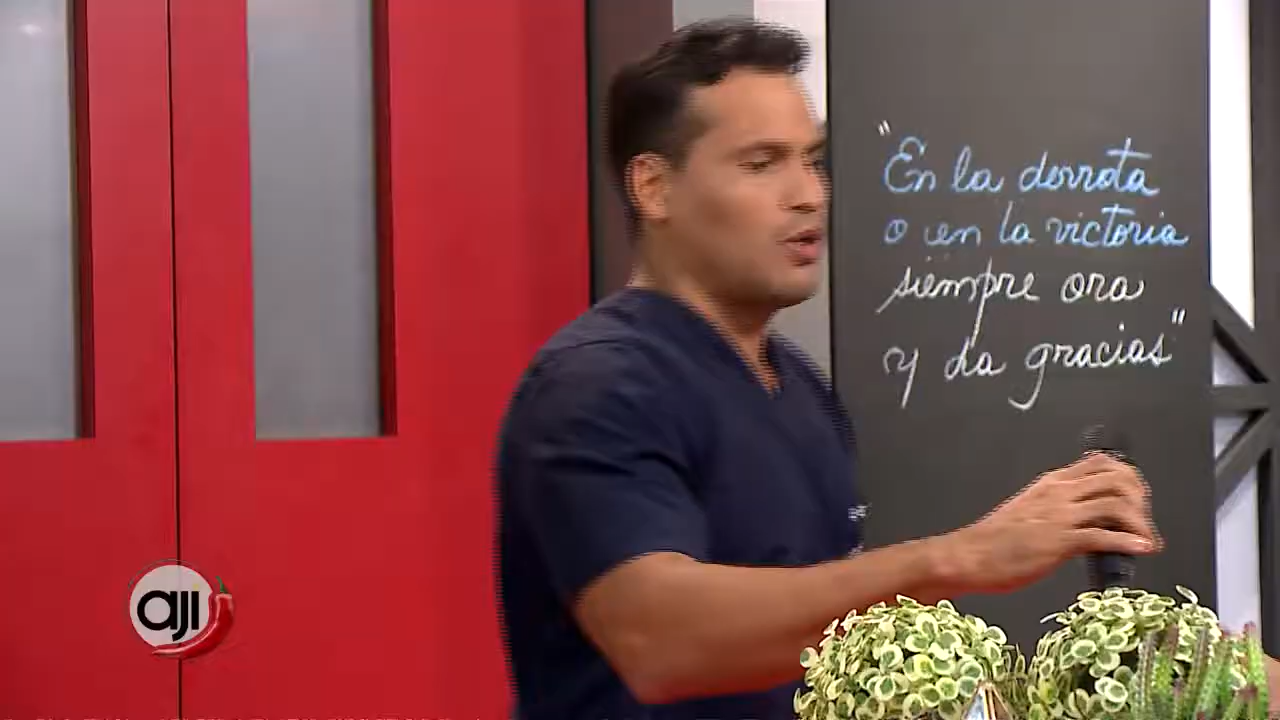 "En la derrota
o en la victoria
siempre ora
y da gracias"
aji